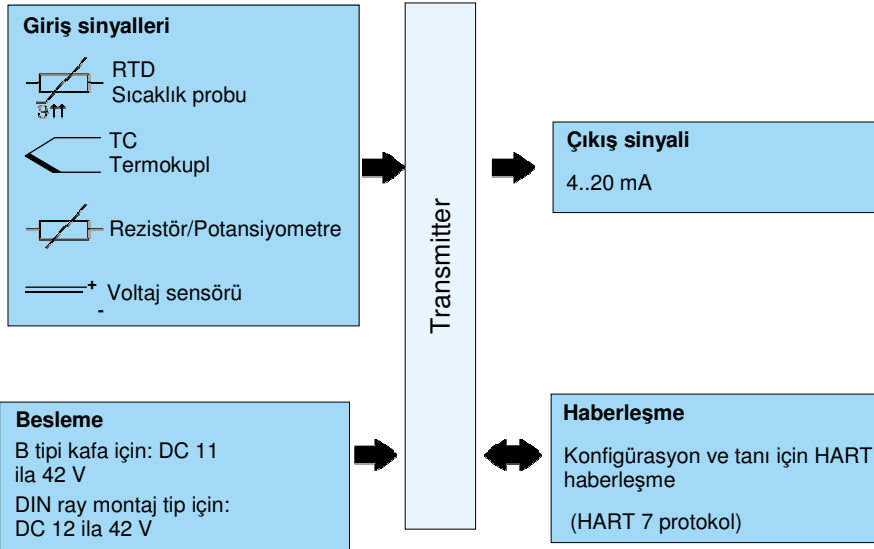 Giriş sinyalleri
RTD
Sıcaklık probu
ϑ↑↑
TC
Termokupl
Rezistör/Potansiyometre
+
Voltaj sensörü
-
Transmitter
Çıkış sinyali
4..20 mA
Besleme
B tipi kafa için: DC 11
ila 42 V
DIN ray montaj tip için:
DC 12 ila 42 V
Haberleşme
Konfigürasyon ve tanı için HART
haberleşme
(HART 7 protokol)